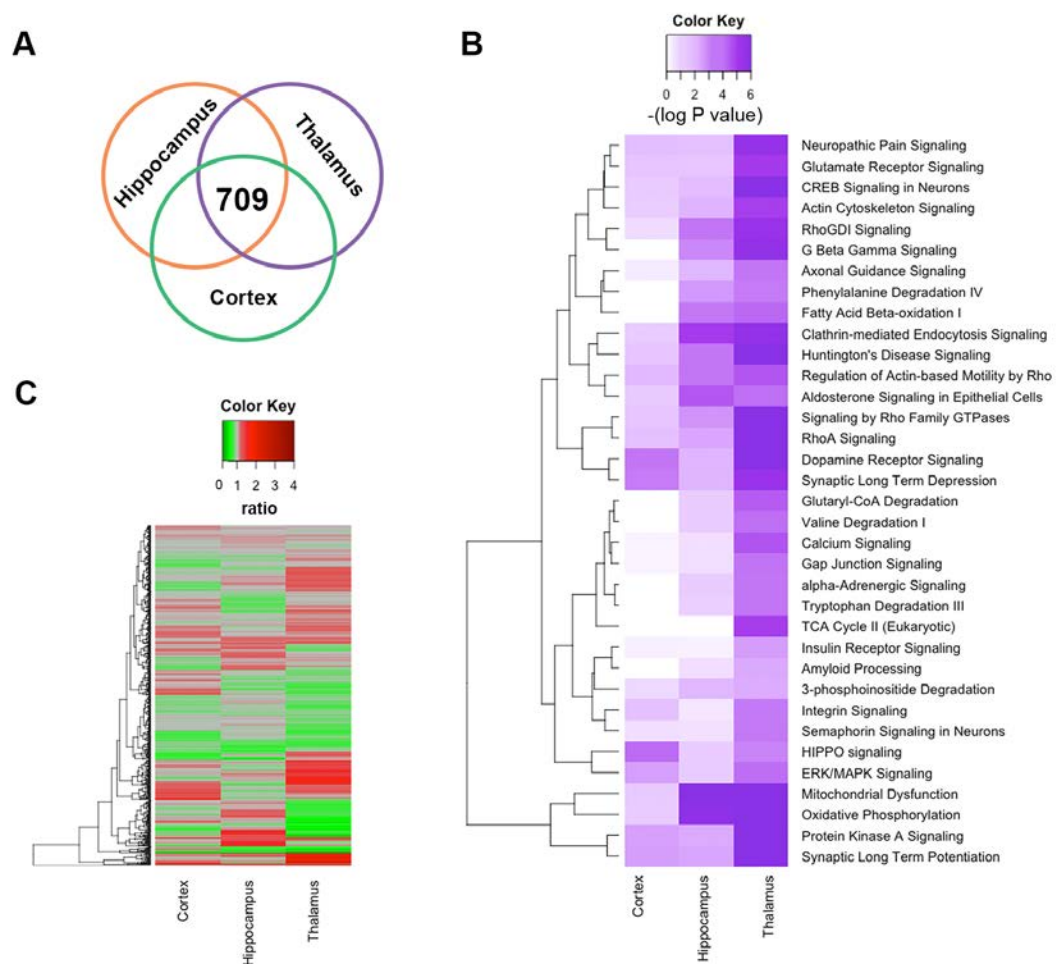 A
Hippocampus
Thalamus
709
Cortex
B
Color Key
0 2 4 6
-(log P value)
Neuropathic Pain Signaling
Glutamate Receptor Signaling
CREB Signaling in Neurons
Actin Cytoskeleton Signaling
RhoGDI Signaling
G Beta Gamma Signaling
Axonal Guidance Signaling
Phenylalanine Degradation IV
Fatty Acid Beta-oxidation I
Clathrin-mediated Endocytosis Signaling
Huntington's Disease Signaling
Regulation of Actin-based Motility by Rho
Aldosterone Signaling in Epithelial Cells
Signaling by Rho Family GTPases
RhoA Signaling
Dopamine Receptor Signaling
Synaptic Long Term Depression
Glutaryl-CoA Degradation
Valine Degradation I
Calcium Signaling
Gap Junction Signaling
alpha-Adrenergic Signaling
Tryptophan Degradation III
TCA Cycle II (Eukaryotic)
Insulin Receptor Signaling
Amyloid Processing
3-phosphoinositide Degradation
Integrin Signaling
Semaphorin Signaling in Neurons
HIPPO signaling
ERK/MAPK Signaling
Mitochondrial Dysfunction
Oxidative Phosphorylation
Protein Kinase A Signaling
Synaptic Long Term Potentiation
Cortex
Hippocampus
Thalamus
C
Color Key
0 1 2 3 4
ratio
Cortex
Hippocampus
Thalamus